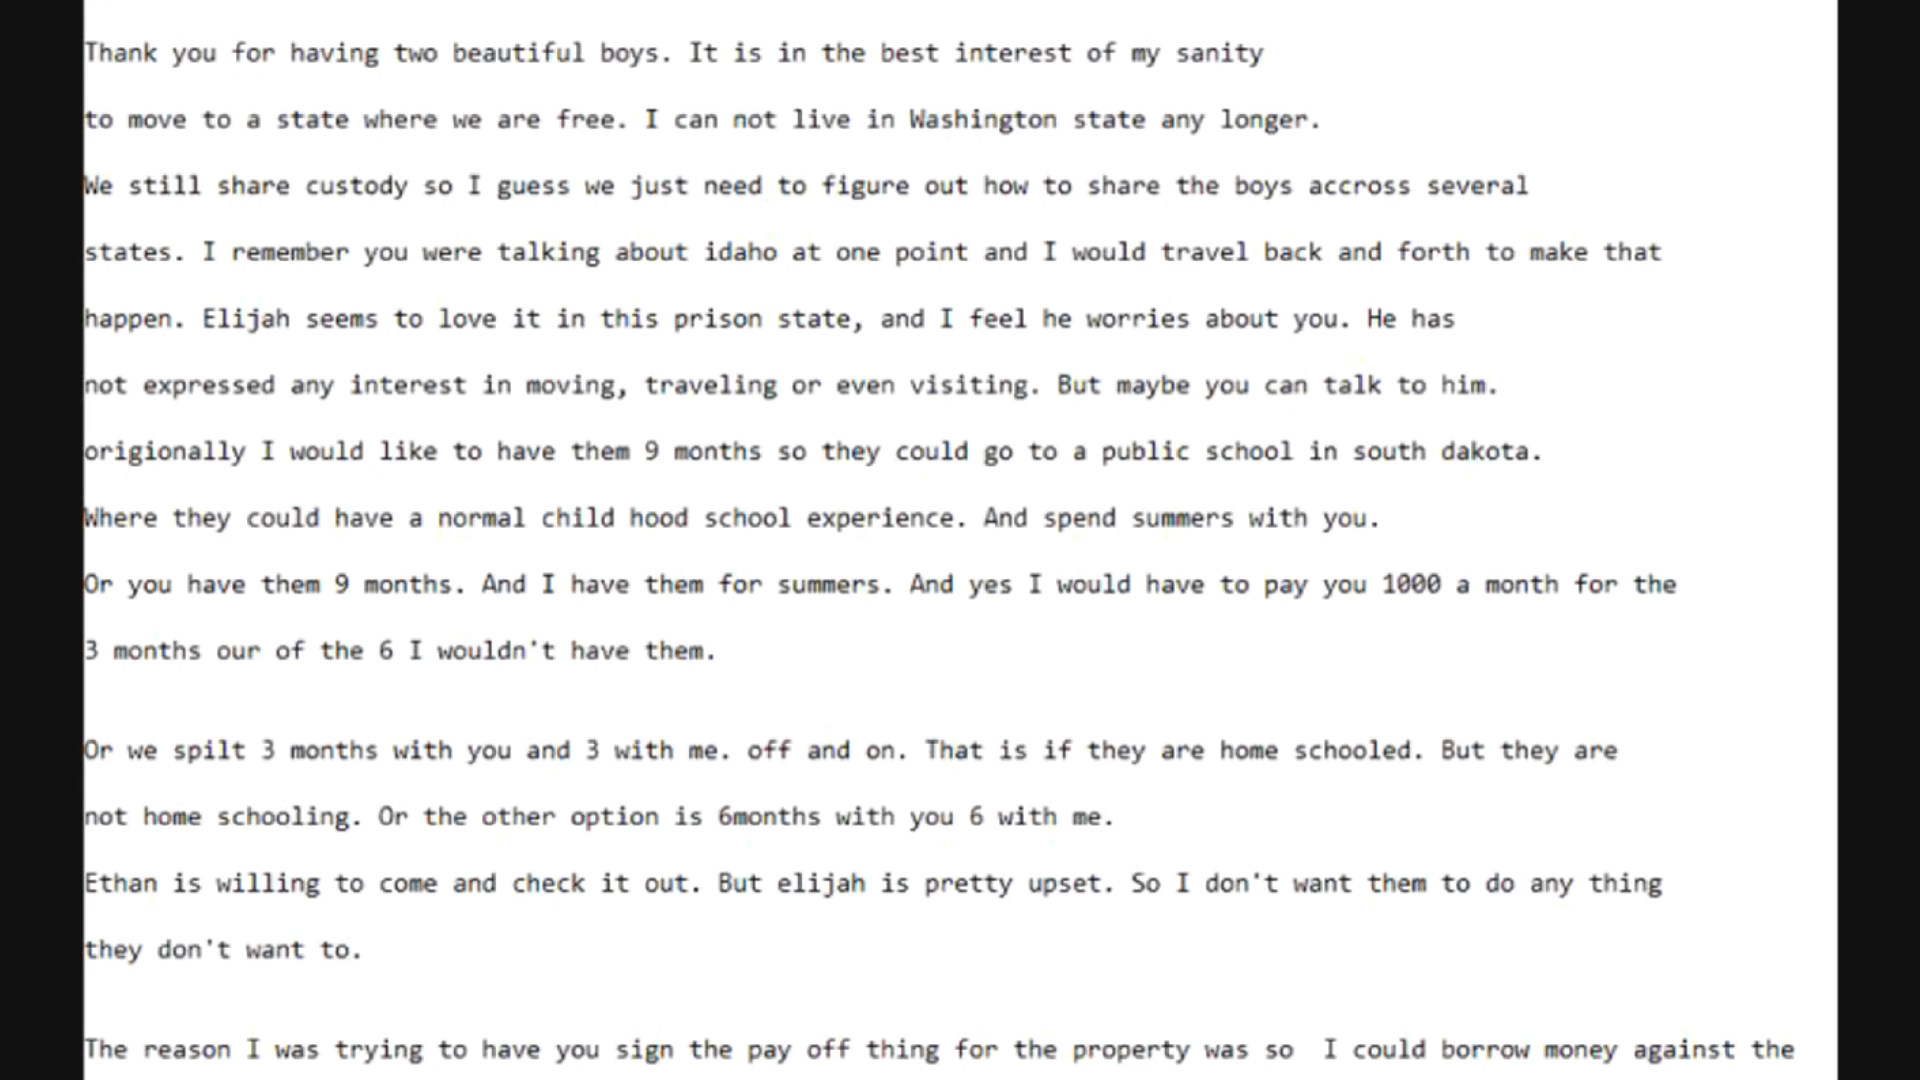 Thank you for having two beautiful boys. It is in the best interest of my sanity
to move to a state where we are free. I can not live in Washington state any longer.
We still share custody so I guess we just need to figure out how to share the boys accross several
states. I remember you were talking about idaho at one point and I would travel back and forth to make that
happen. Elijah seems to love it in this prison state, and I feel he worries about you. He has
not expressed any interest in moving, traveling or even visiting. But maybe you can talk to him.
origionally I would like to have them 9 months so they could go to a public school in south dakota.
Where they could have a normal child hood school experience. And spend summers with you.
Or you have them 9 months. And I have them for summers. And yes I would have to pay you 1000 a month for the
3 months our of the 6 I wouldn't have them.
Or we spilt 3 months with you and 3 with me. off and on. That is if they are home schooled. But they are
not home schooling. Or the other option is 6months with you 6 with me.
Ethan is willing to come and check it out. But elijah is pretty upset. So I don't want them to do any thing
they don't want to.
The reason I was trying to have you sign the pay off thing for the property was so  I could borrow money against the